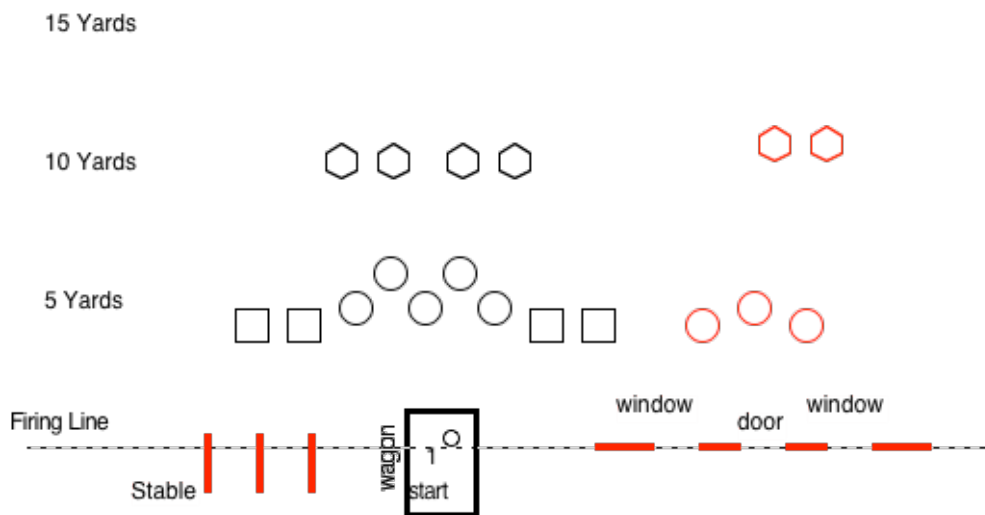 15 Yards
10 Yards
5 Yards
window
window
door
Firing Line
wagon
start
Stable